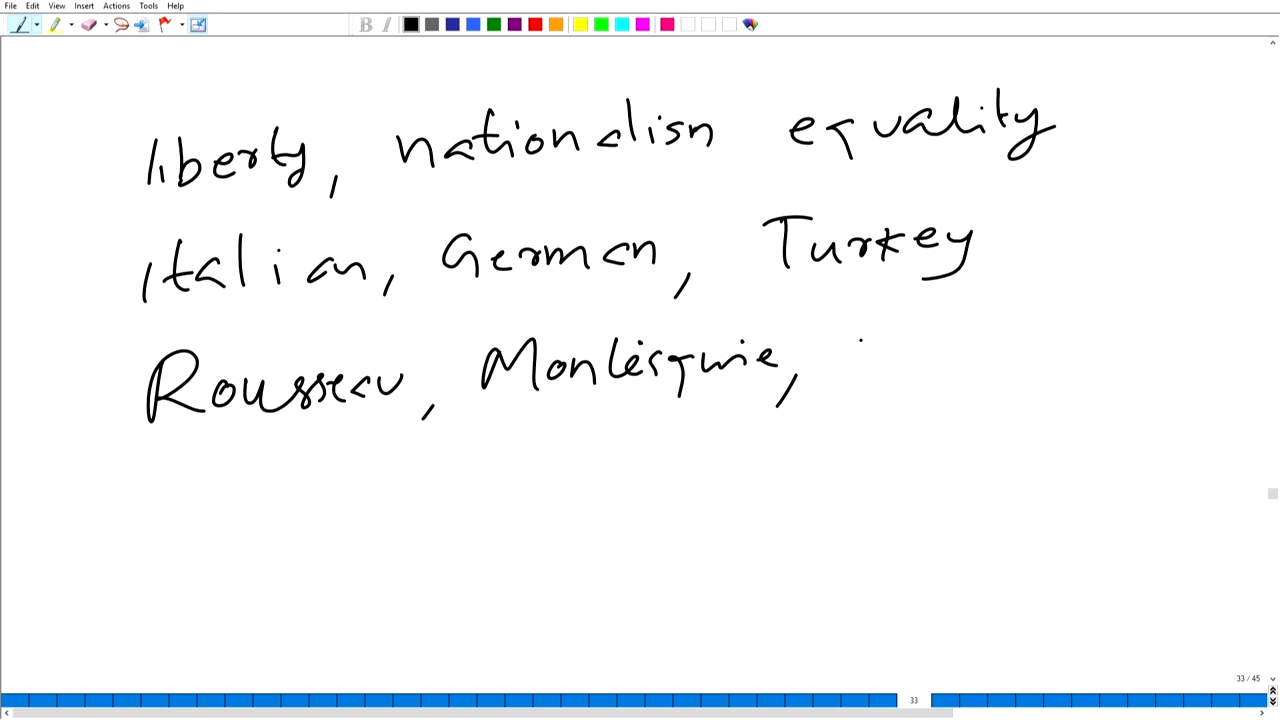 File Edit View Insert Actions Tools Help
B I
liberty, nationalism equality
Italian, German, Turkey
Rousseau, Montesquie,
33 / 45
33